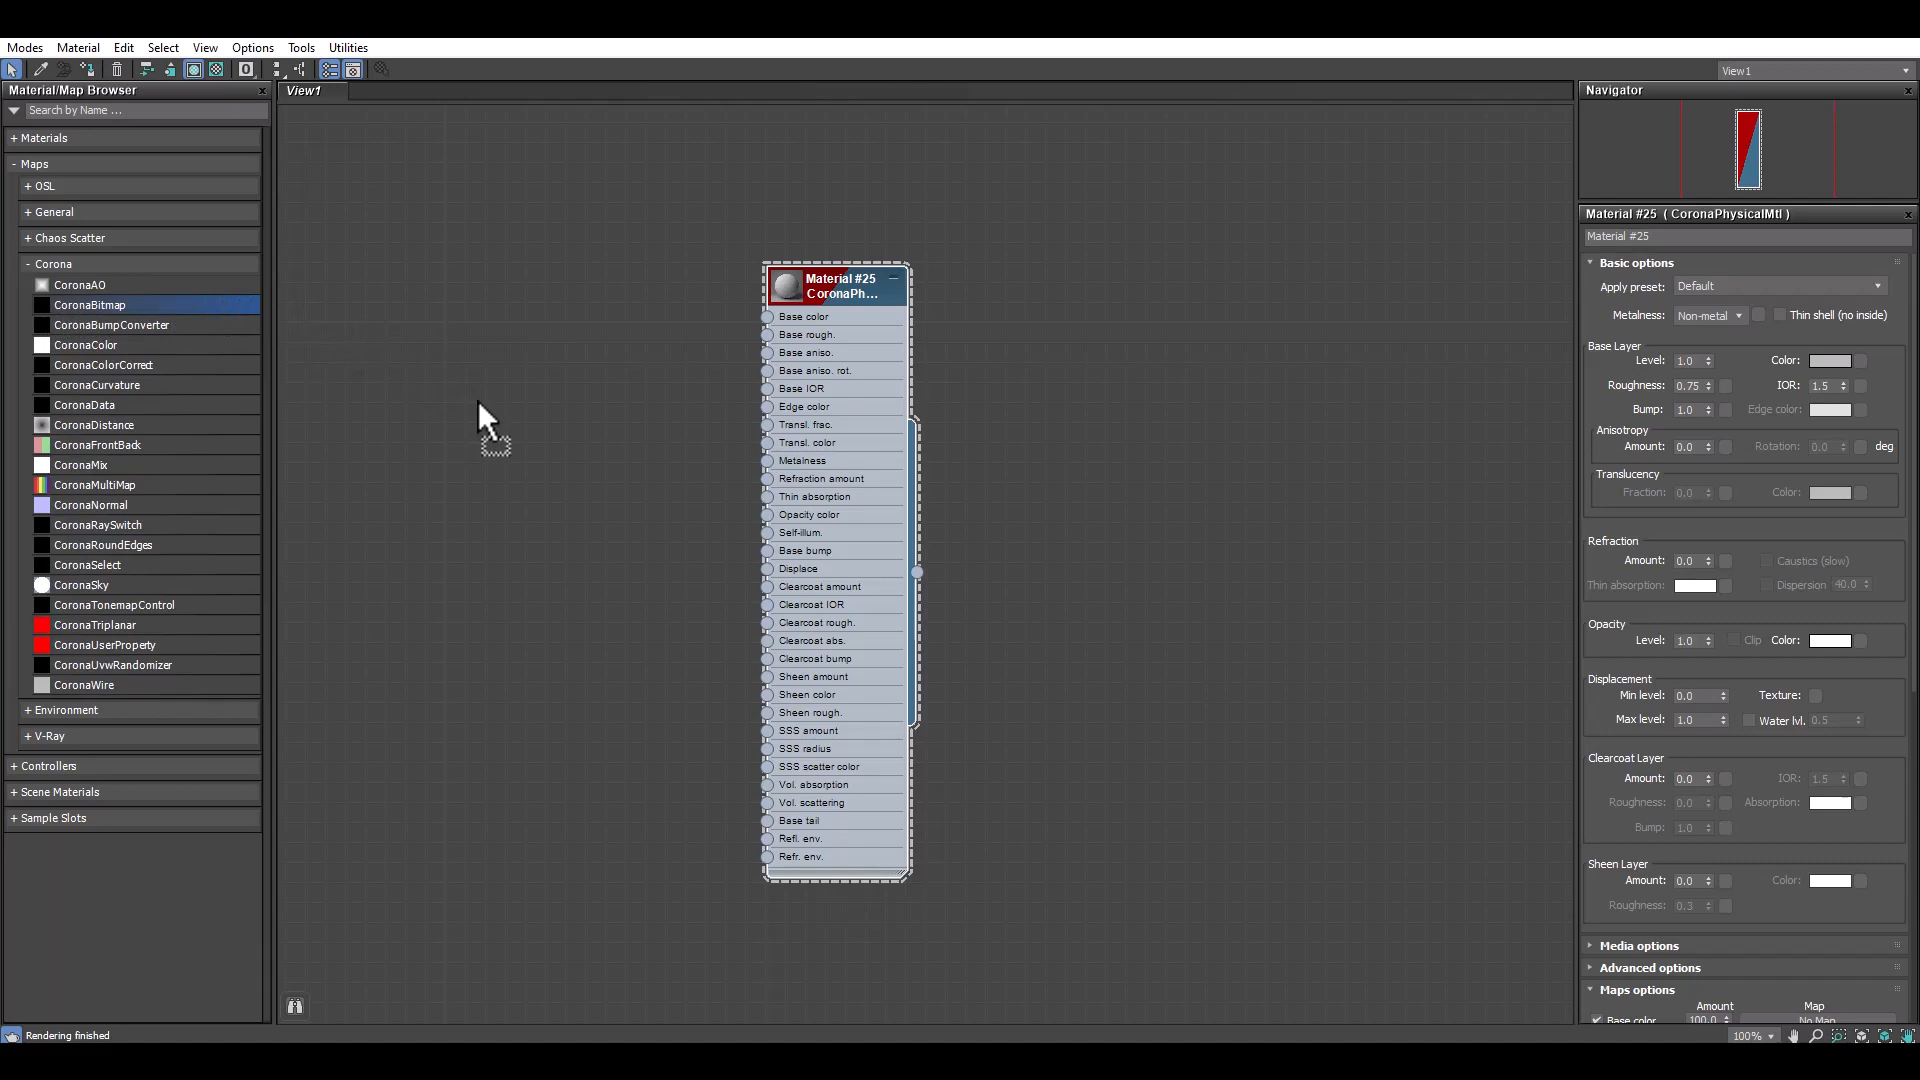 Modes Material Edit Select View Options Tools Utilities
View1
Material/Map Browser
Search by Name ...
+ Materials
- Maps
+ OSL
+ General
+ Chaos Scatter
- Corona
CoronaAO
CoronaBitmap
CoronaBumpConverter
CoronaColor
CoronaColorCorrect
CoronaCurvature
CoronaData
CoronaDistance
CoronaFrontBack
CoronaMix
CoronaMultiMap
CoronaNormal
CoronaRaySwitch
CoronaRoundEdges
CoronaSelect
CoronaSky
CoronaTonemapControl
CoronaTriplanar
CoronaUserProperty
CoronaUvwRandomizer
CoronaWire
+ Environment
+ V-Ray
+ Controllers
+ Scene Materials
+ Sample Slots
View1
Material #25
CoronaPh...
Base color
Base rough.
Base aniso.
Base aniso. rot.
Base IOR
Edge color
Transl. frac.
Transl. color
Metalness
Refraction amount
Thin absorption
Opacity color
Self-illum.
Base bump
Displace
Clearcoat amount
Clearcoat IOR
Clearcoat rough.
Clearcoat abs.
Clearcoat bump
Sheen amount
Sheen color
Sheen rough.
SSS amount
SSS radius
SSS scatter color
Vol. absorption
Vol. scattering
Base tail
Refl. env.
Refr. env.
Navigator
Material #25 ( CoronaPhysicalMtl )
Material #25
Basic options
Apply preset: Default
Metalness: Non-metal Thin shell (no inside)
Base Layer
Level: 1.0 Color:
Roughness: 0.75 IOR: 1.5
Bump: 1.0 Edge color:
Anisotropy
Amount: 0.0 Rotation: 0.0 deg
Translucency
Fraction: 0.0 Color:
Refraction
Amount: 0.0 Caustics (slow)
Thin absorption: Dispersion 40.0
Opacity
Level: 1.0 Clip Color:
Displacement
Min level: 0.0 Texture:
Max level: 1.0 Water lvl. 0.5
Clearcoat Layer
Amount: 0.0 IOR: 1.5
Roughness: 0.0 Absorption:
Bump: 1.0
Sheen Layer
Amount: 0.0 Color:
Roughness: 0.3
Media options
Advanced options
Maps options
Amount Map
Base color 100.0 No Map
Rendering finished
100%